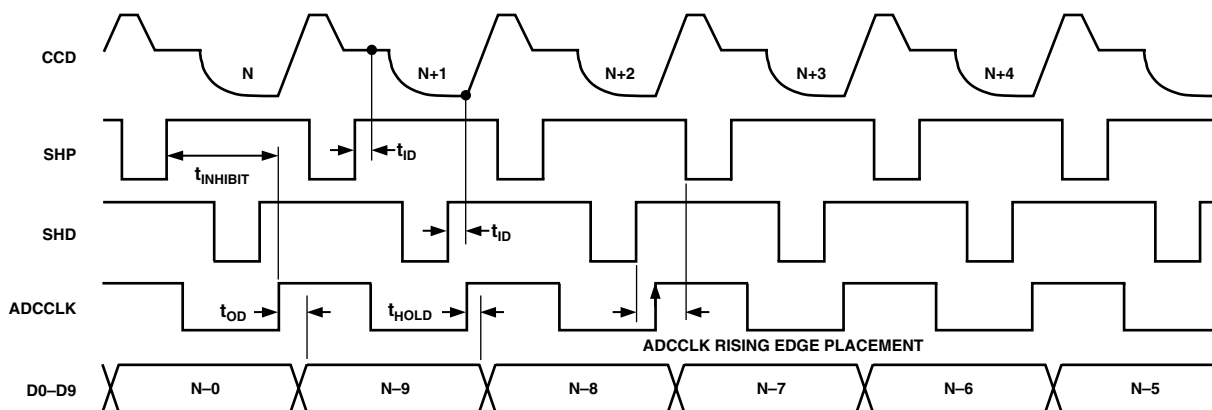 CCD
N
N+1
N+2
N+3
N+4
SHP
tINHIBIT
tID
SHD
tID
ADCCLK
tOD
tHOLD
ADCCLK RISING EDGE PLACEMENT
D0–D9
N–0
N–9
N–8
N–7
N–6
N–5